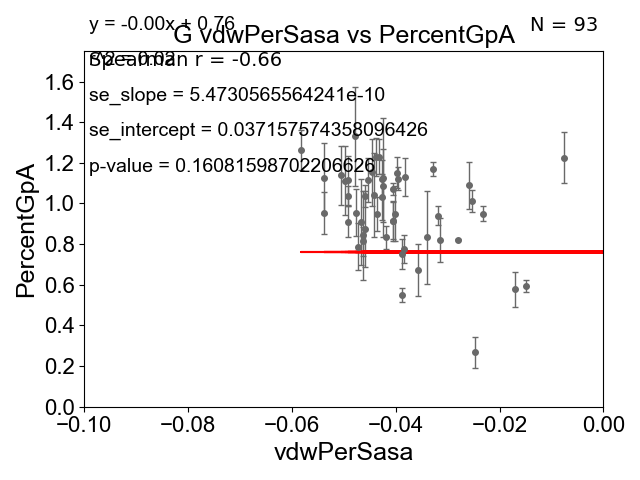 y = -0.00x + 0.76
N = 93
G vdwPerSasa vs PercentGpA
Spearman r = -0.66
se_slope = 5.4730565564241e-10
se_intercept = 0.037157574358096426
p-value = 0.16081598702206626
PercentGpA
1.6
1.4
1.2
1.0
0.8
0.6
0.4
0.2
0.0
−0.10 −0.08 −0.06 −0.04 −0.02 0.00
vdwPerSasa